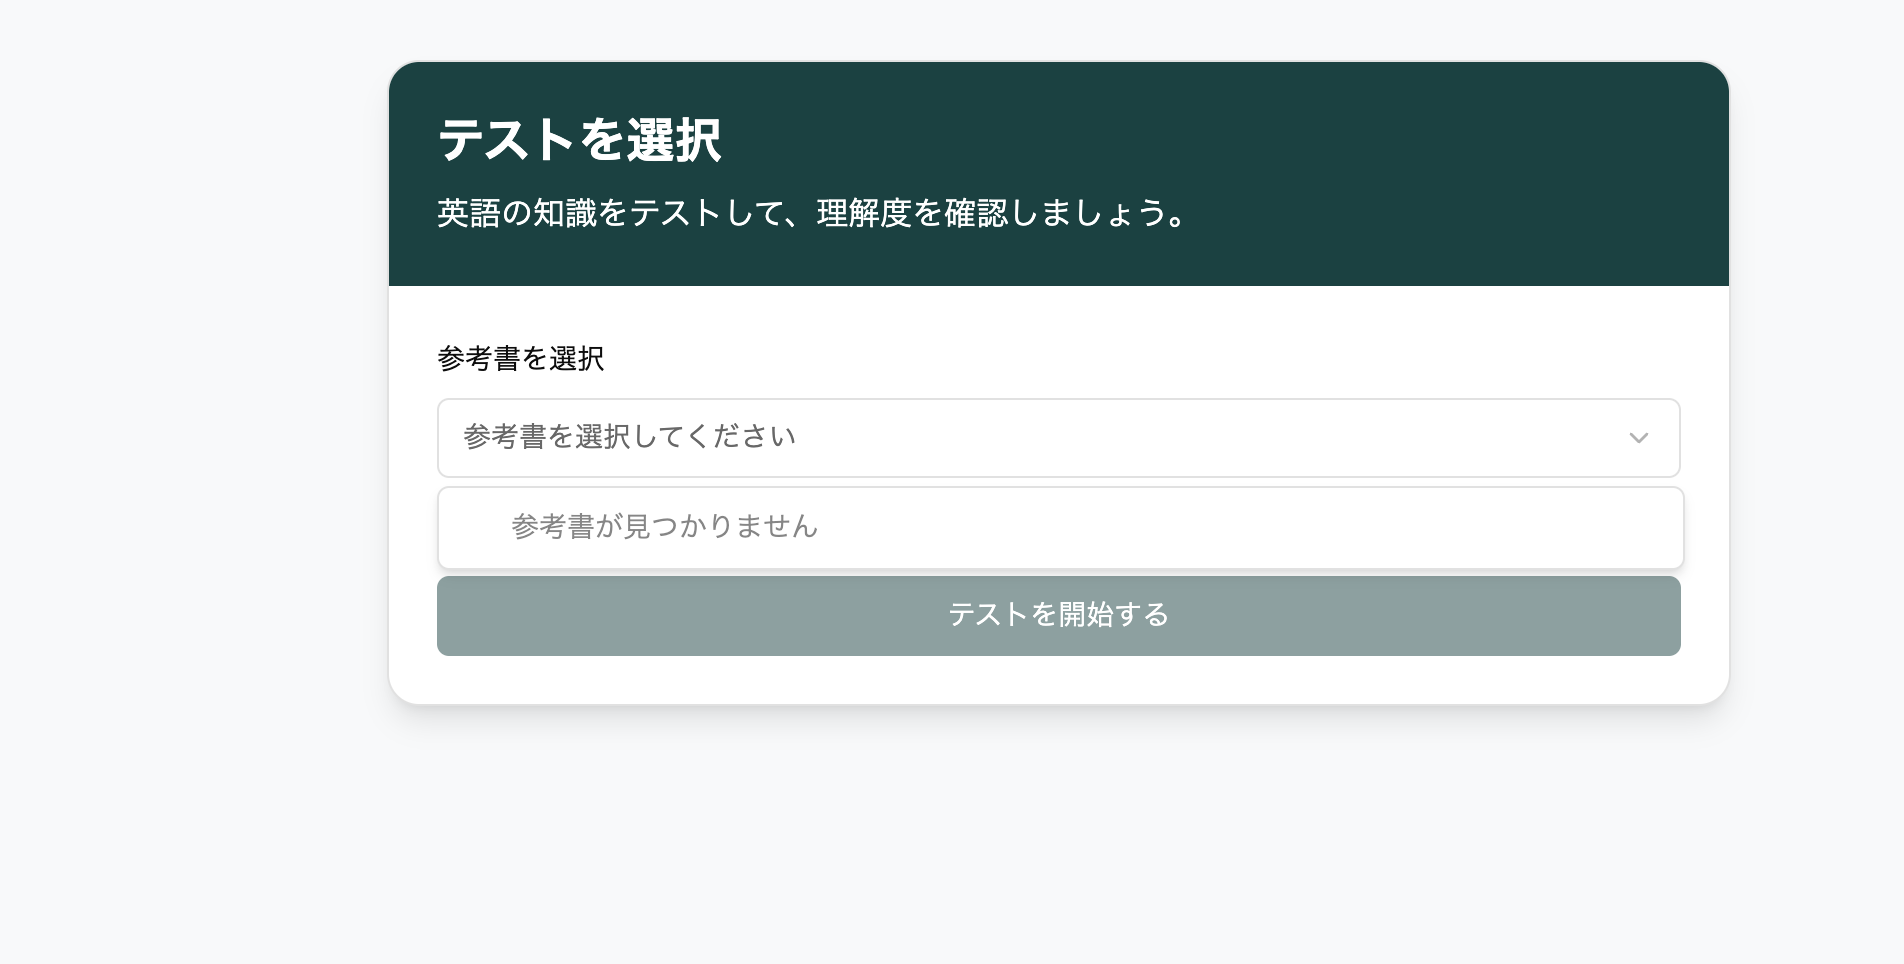 テストを選択
英語の知識をテストして、理解度を確認しましょう。
参考書を選択
参考書を選択してください
参考書が見つかりません
テストを開始する